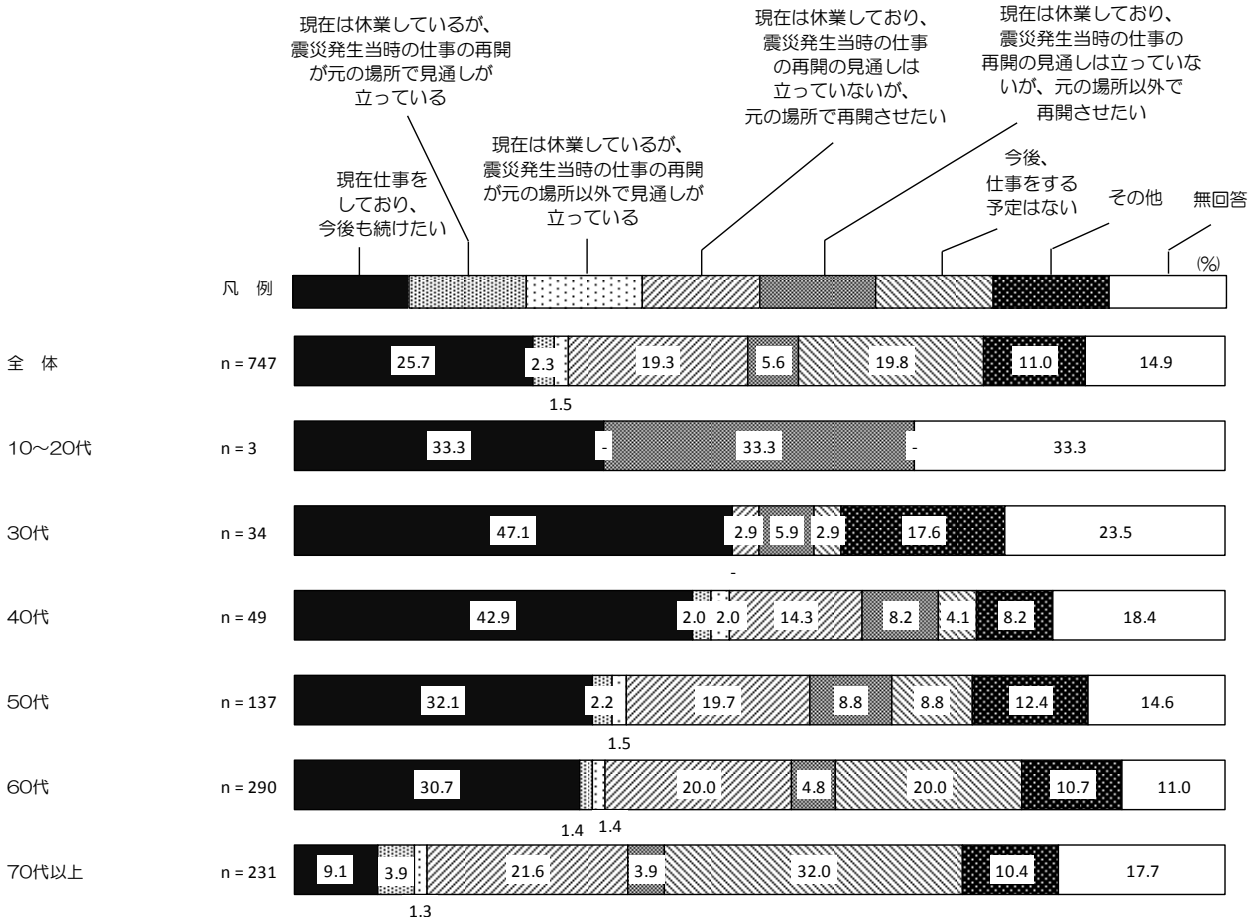 現在は休業しているが、
震災発生当時の仕事の再開
が元の場所で見通しが
立っている
現在は休業しており、
震災発生当時の仕事
の再開の見通しは
立っていないが、
元の場所で再開させたい
現在は休業しており、
震災発生当時の仕事の
再開の見通しは立っていな
いが、元の場所以外で
再開させたい
現在仕事を
しており、
今後も続けたい
現在は休業しているが、
震災発生当時の仕事の再開
が元の場所以外で見通しが
立っている
今後、
仕事をする
予定はない
その他
無回答
(%)
凡 例
全 体 n = 747 25.7 2.3 19.3 5.6 19.8 11.0 14.9
1.5
10～20代 n = 3 33.3 - 33.3 - 33.3
30代 n = 34 47.1 2.9 5.9 2.9 17.6 23.5
-
40代 n = 49 42.9 2.0 2.0 14.3 8.2 4.1 8.2 18.4
50代 n = 137 32.1 2.2 19.7 8.8 8.8 12.4 14.6
1.5
60代 n = 290 30.7 20.0 4.8 20.0 10.7 11.0
1.4 1.4
70代以上 n = 231 9.1 3.9 21.6 3.9 32.0 10.4 17.7
1.3